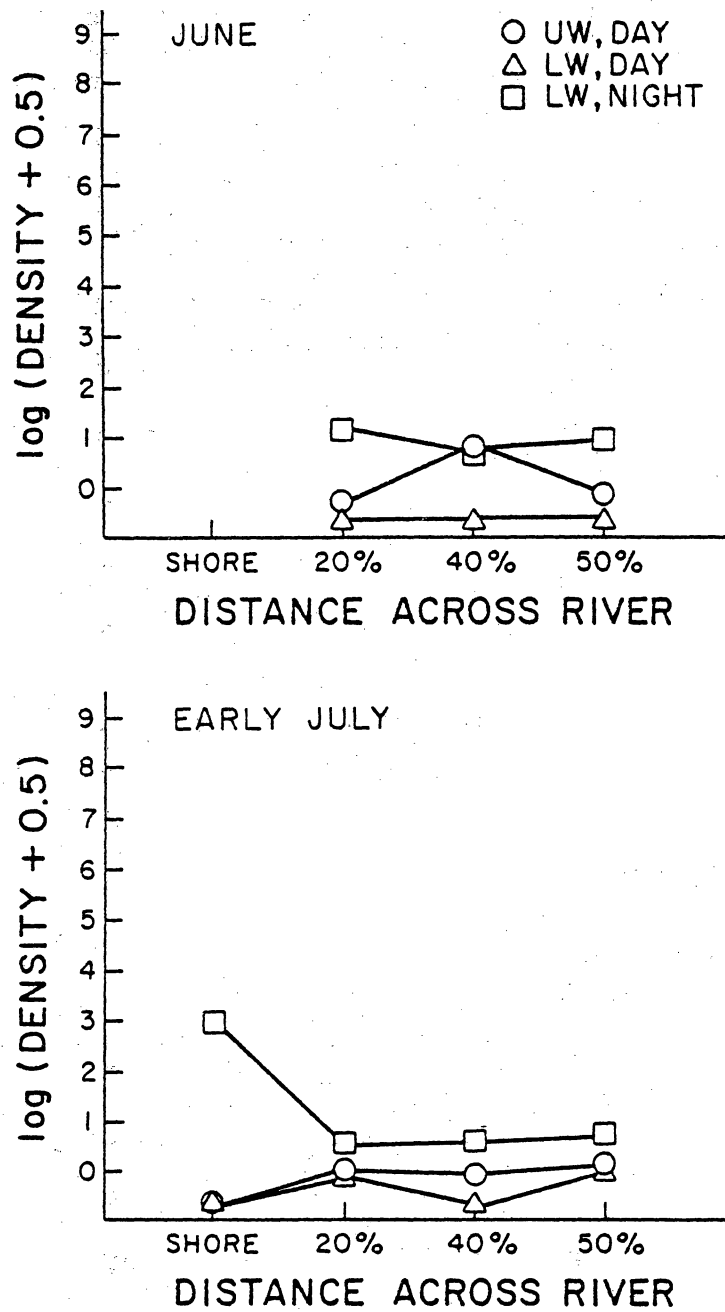 JUNE
UW, DAY
LW, DAY
LW, NIGHT
log (DENSITY + 0.5)
9
8
7
6
5
4
3
2
1
0
SHORE 20% 40% 50%
DISTANCE ACROSS RIVER
EARLY JULY
log (DENSITY + 0.5)
9
8
7
6
5
4
3
2
1
0
SHORE 20% 40% 50%
DISTANCE ACROSS RIVER